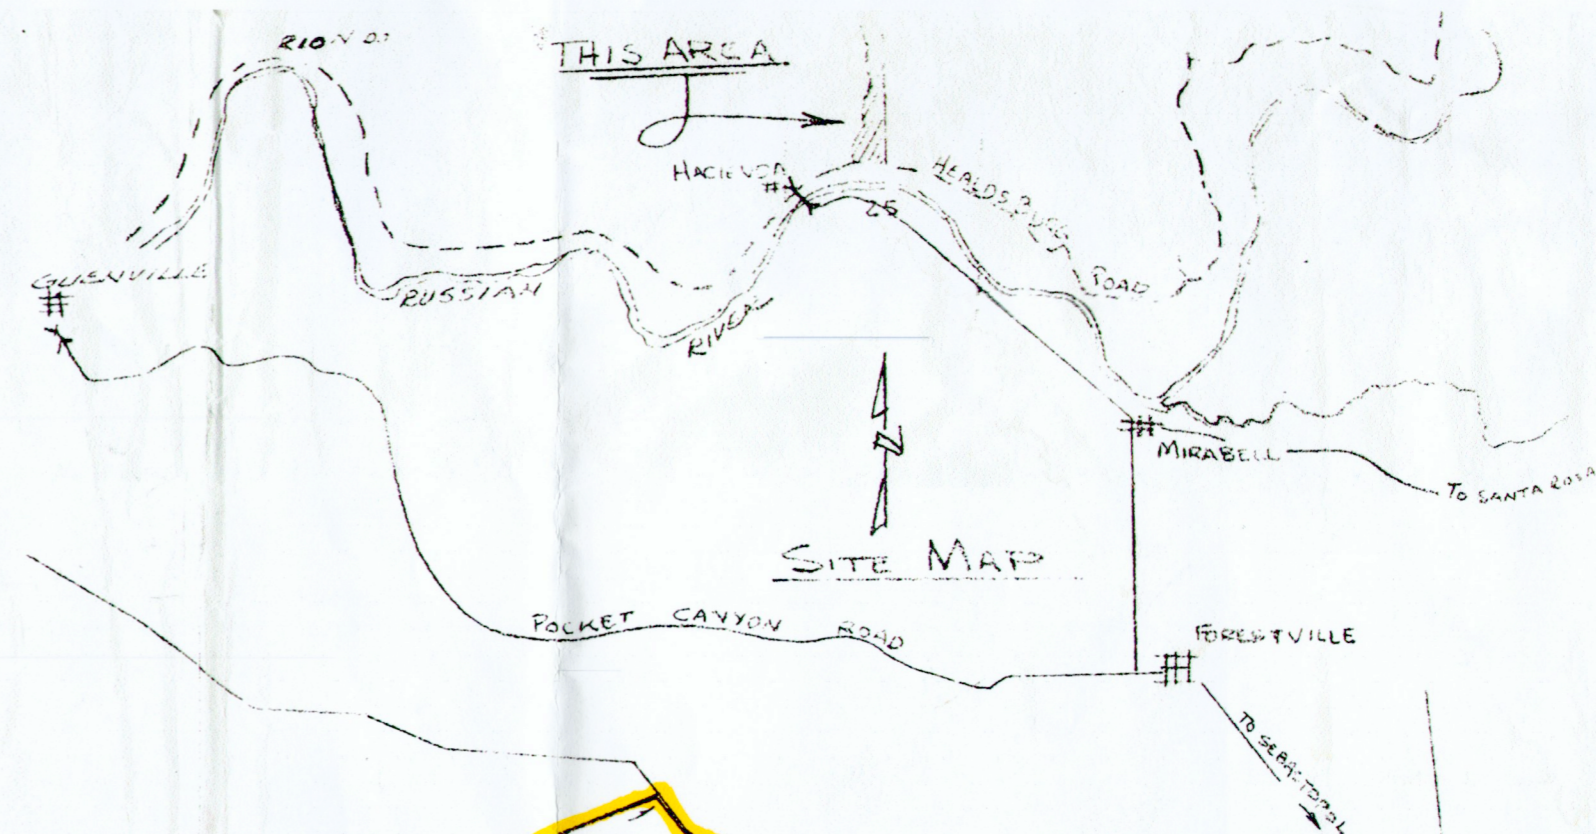 RIO NIDO
THIS AREA
HACIENDA
HEALDSBURG
ROAD
25
GUENVILLE
RUSSIAN
RIVER
N
MIRABELL
TO SANTA ROSA
SITE MAP
POCKET CANYON ROAD
FORESTVILLE
TO SEBASTOPOL